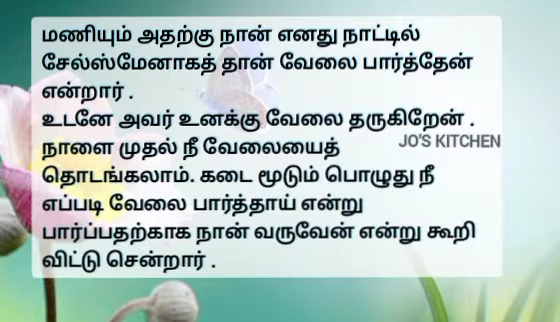 மணியும் அதற்கு நான் எனது நாட்டில்
சேல்ஸ்மேனாகத் தான் வேலை பார்த்தேன்
என்றார் .
உடனே அவர் உனக்கு வேலை தருகிறேன் .
நாளை முதல் நீ வேலையைத்
JO'S KITCHEN
தொடங்கலாம். கடை மூடும் பொழுது நீ
எப்படி வேலை பார்த்தாய் என்று
பார்ப்பதற்காக நான் வருவேன் என்று கூறி
விட்டு சென்றார் .